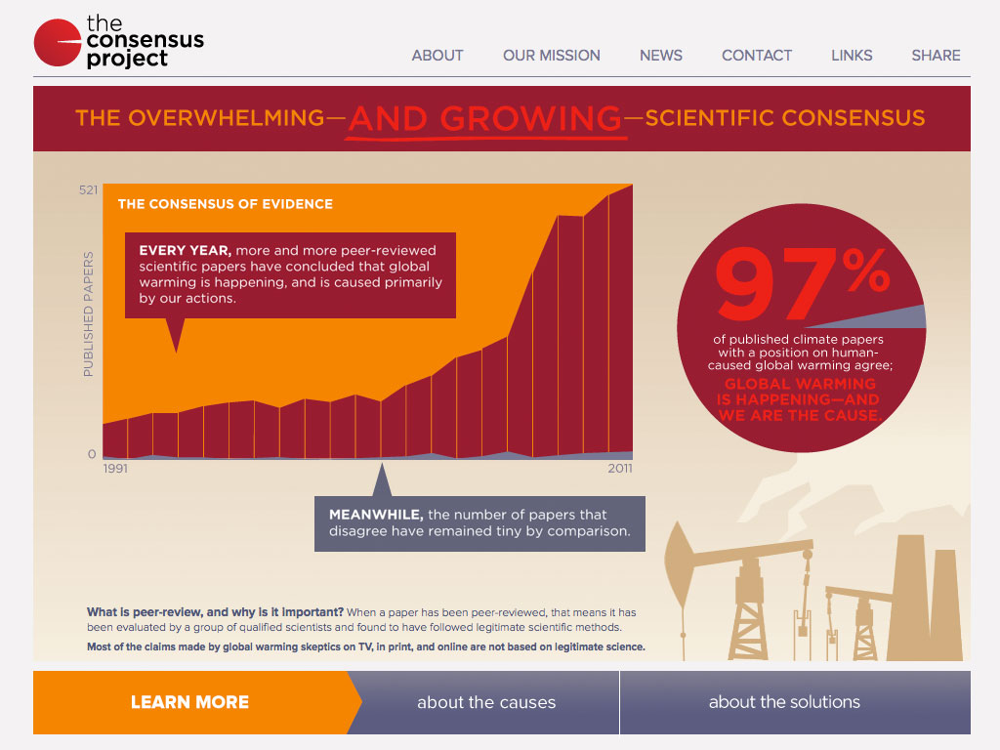 the
consensus
project
ABOUT OUR MISSION NEWS CONTACT LINKS SHARE
THE OVERWHELMING—AND GROWING—SCIENTIFIC CONSENSUS
521
THE CONSENSUS OF EVIDENCE
EVERY YEAR, more and more peer-reviewed
scientific papers have concluded that global
warming is happening, and is caused primarily
by our actions.
PUBLISHED PAPERS
0
1991
2011
MEANWHILE, the number of papers that
disagree have remained tiny by comparison.
97%
of published climate papers
with a position on human-
caused global warming agree;
GLOBAL WARMING
IS HAPPENING—AND
WE ARE THE CAUSE.
What is peer-review, and why is it important? When a paper has been peer-reviewed, that means it has
been evaluated by a group of qualified scientists and found to have followed legitimate scientific methods.
Most of the claims made by global warming skeptics on TV, in print, and online are not based on legitimate science.
LEARN MORE
about the causes
about the solutions